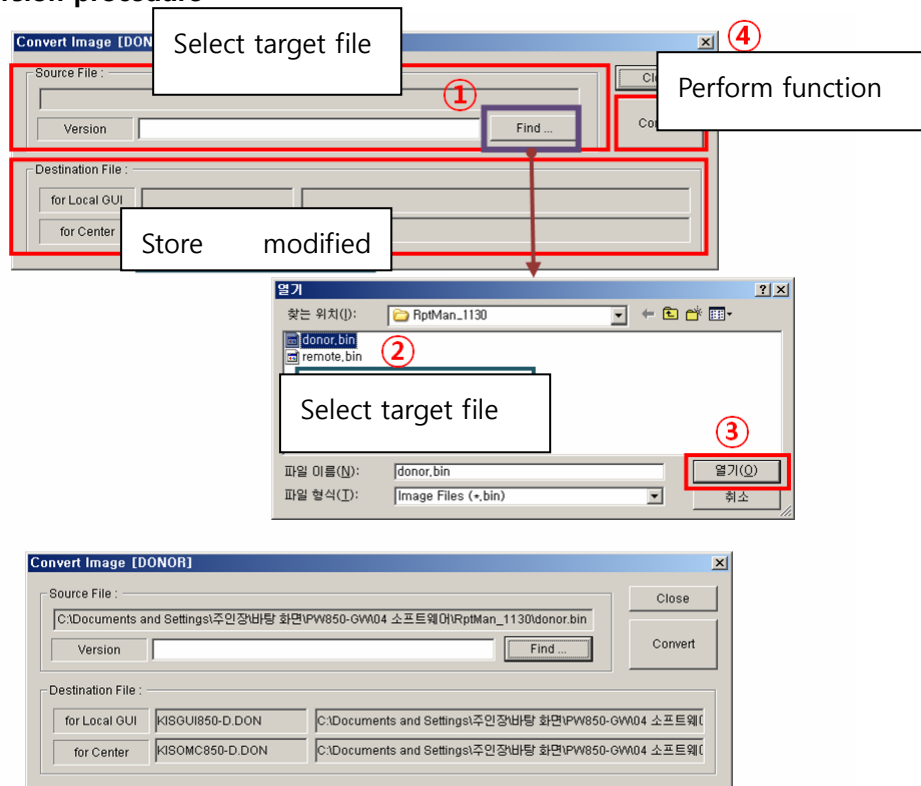 Convert Image [DON
Select target file
④
Source File :
①
Perform function
Version
Find ...
Destination File :
for Local GUI
for Center
Store modified
열기
찾는 위치(I):
RptMan_1130
donor.bin
remote.bin
②
Select target file
③
파일 이름(N):
donor.bin
열기(O)
파일 형식(T):
Image Files (*.bin)
취소
Convert Image [DONOR]
Source File :
Close
C:\Documents and Settings\주인장\바탕 화면\PW850-GW\04 소프트웨어\RptMan_1130\donor.bin
Version
Find ...
Convert
Destination File :
for Local GUI
KISGUI850-D.DON
C:\Documents and Settings\주인장\바탕 화면\PW850-GW\04 소프트웨어
for Center
KISOMC850-D.DON
C:\Documents and Settings\주인장\바탕 화면\PW850-GW\04 소프트웨어